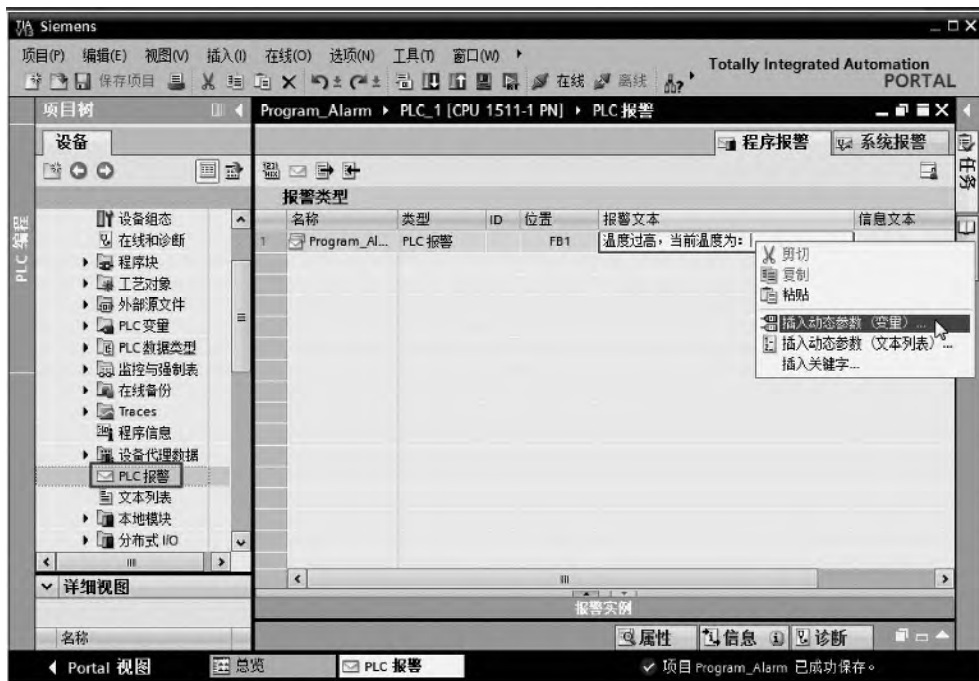 TIA V13 Siemens
项目(P) 编辑(E) 视图(V) 插入(I) 在线(O) 选项(N) 工具(T) 窗口(W)
Totally Integrated Automation
PORTAL
保存项目 在线 离线
项目树
Program_Alarm PLC_1 [CPU 1511-1 PN] PLC 报警
设备
程序报警 系统报警
PLC 编程
报警类型
名称 类型 ID 位置 报警文本 信息文本
1 Program_Al... PLC 报警 FB1 温度过高，当前温度为:
设备组态
在线和诊断
程序块
工艺对象
外部源文件
PLC 变量
PLC 数据类型
监控与强制表
在线备份
Traces
程序信息
设备代理数据
PLC 报警
文本列表
本地模块
分布式 I/O
剪切
复制
粘贴
插入动态参数（变量）...
插入动态参数（文本列表）...
插入关键字...
详细视图
名称
报警实例
属性 信息 诊断
Portal 视图 总览 PLC 报警
项目 Program_Alarm 已成功保存。